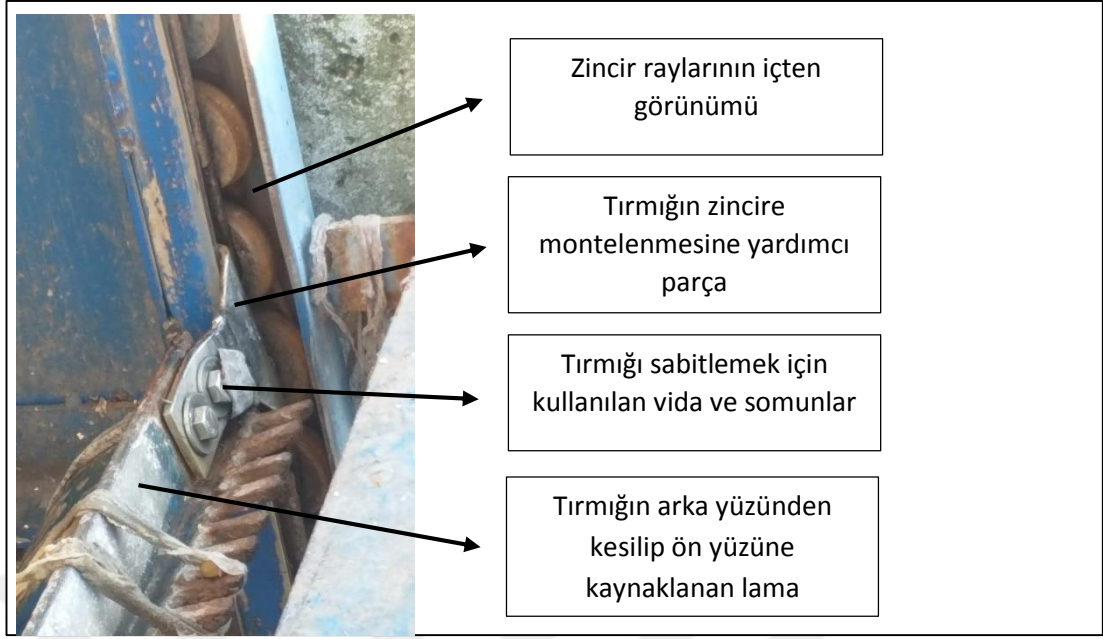 Zincir raylarının içten
görünümü
Tırmığın zincire
montelenmesine yardımcı
parça
Tırmığı sabitlemek için
kullanılan vida ve somunlar
Tırmığın arka yüzünden
kesilip ön yüzüne
kaynaklanan lama